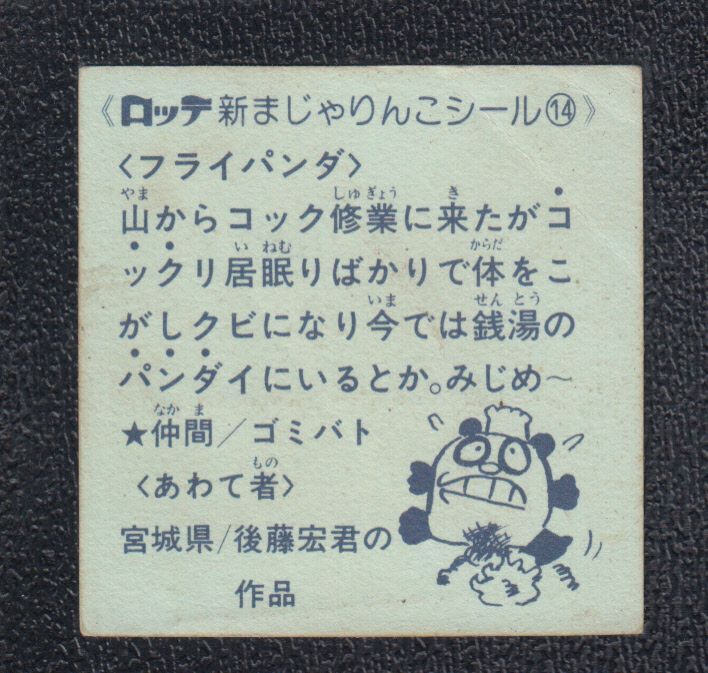 《ロッテ新まじゃりんこシール⑭》
〈フライパンダ〉
山からコック修業に来たがコ
ックリ居眠りばかりで体をこ
がしクビになり今では銭湯の
パンダイにいるとか。みじめ〜
★仲間/ゴミバト
〈あわて者〉
宮城県/後藤宏君の
作品